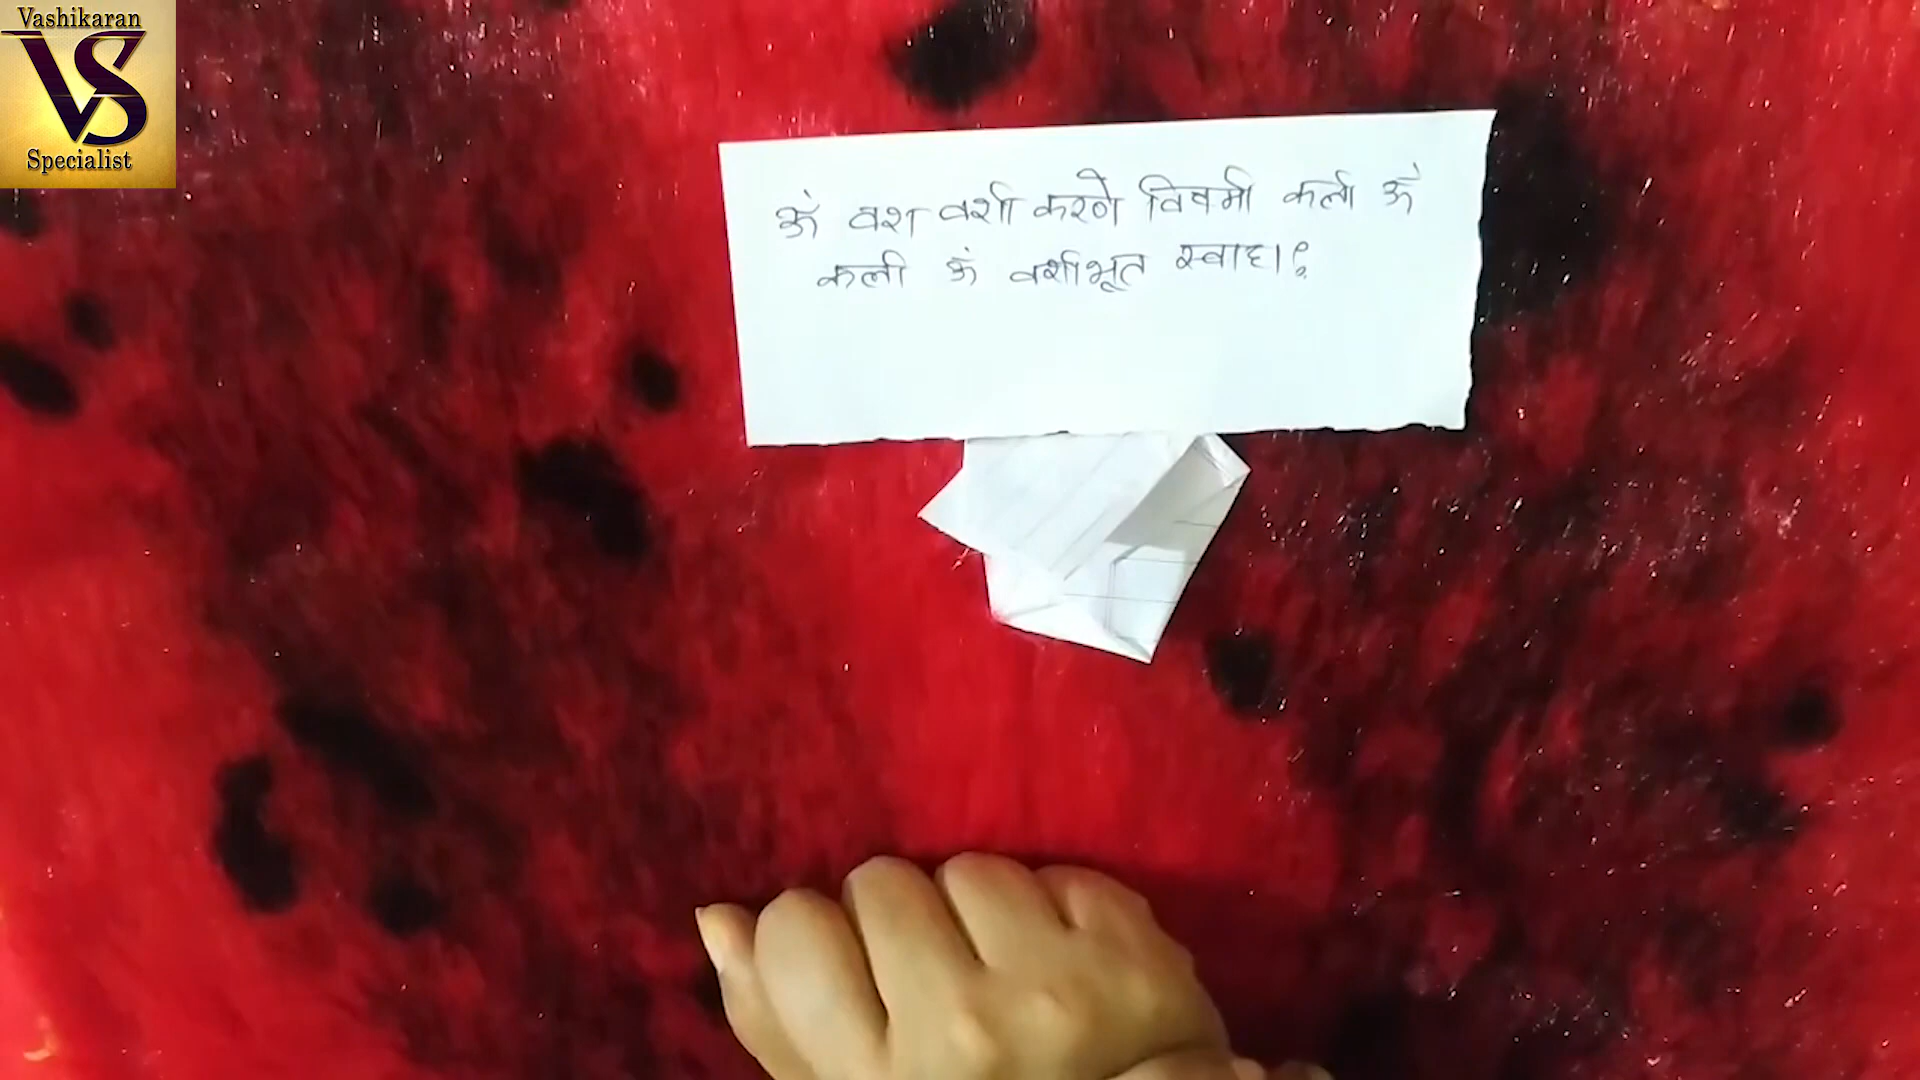 Vashikaran
VS
Specialist
ॐ वश वशी करणे विषमी कली ॐ
कली ॐ वशीभूत स्वाहा